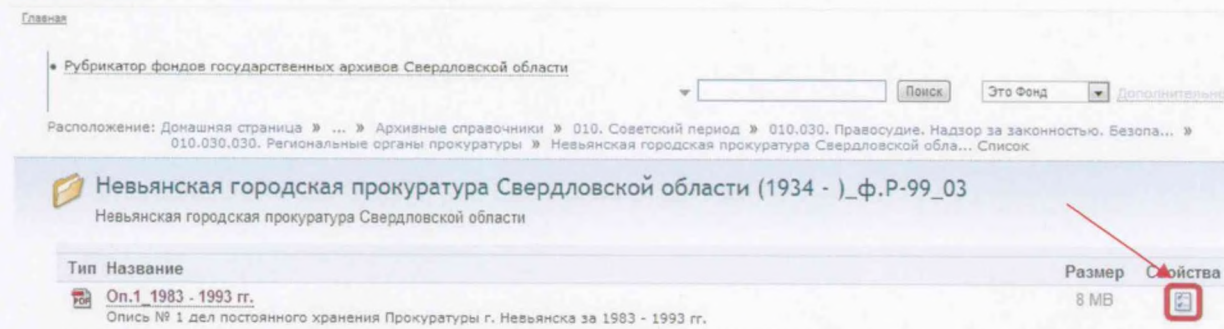 Главная
• Рубрикатор фондов государственных архивов Свердловской области
Поиск Это Фонд Дополнительно
Расположение: Домашняя страница » ... » Архивные справочники » 010. Советский период » 010.030. Правосудие. Надзор за законностью. Безопа... »
010.030.030. Региональные органы прокуратуры » Невьянская городская прокуратура Свердловской обла... Список
Невьянская городская прокуратура Свердловской области (1934 - )_ф.Р-99_03
Невьянская городская прокуратура Свердловской области
Тип Название Размер Свойства
PDF Оп.1_1983 - 1993 гг. 8 MB
Опись № 1 дел постоянного хранения Прокуратуры г. Невьянска за 1983 - 1993 гг.